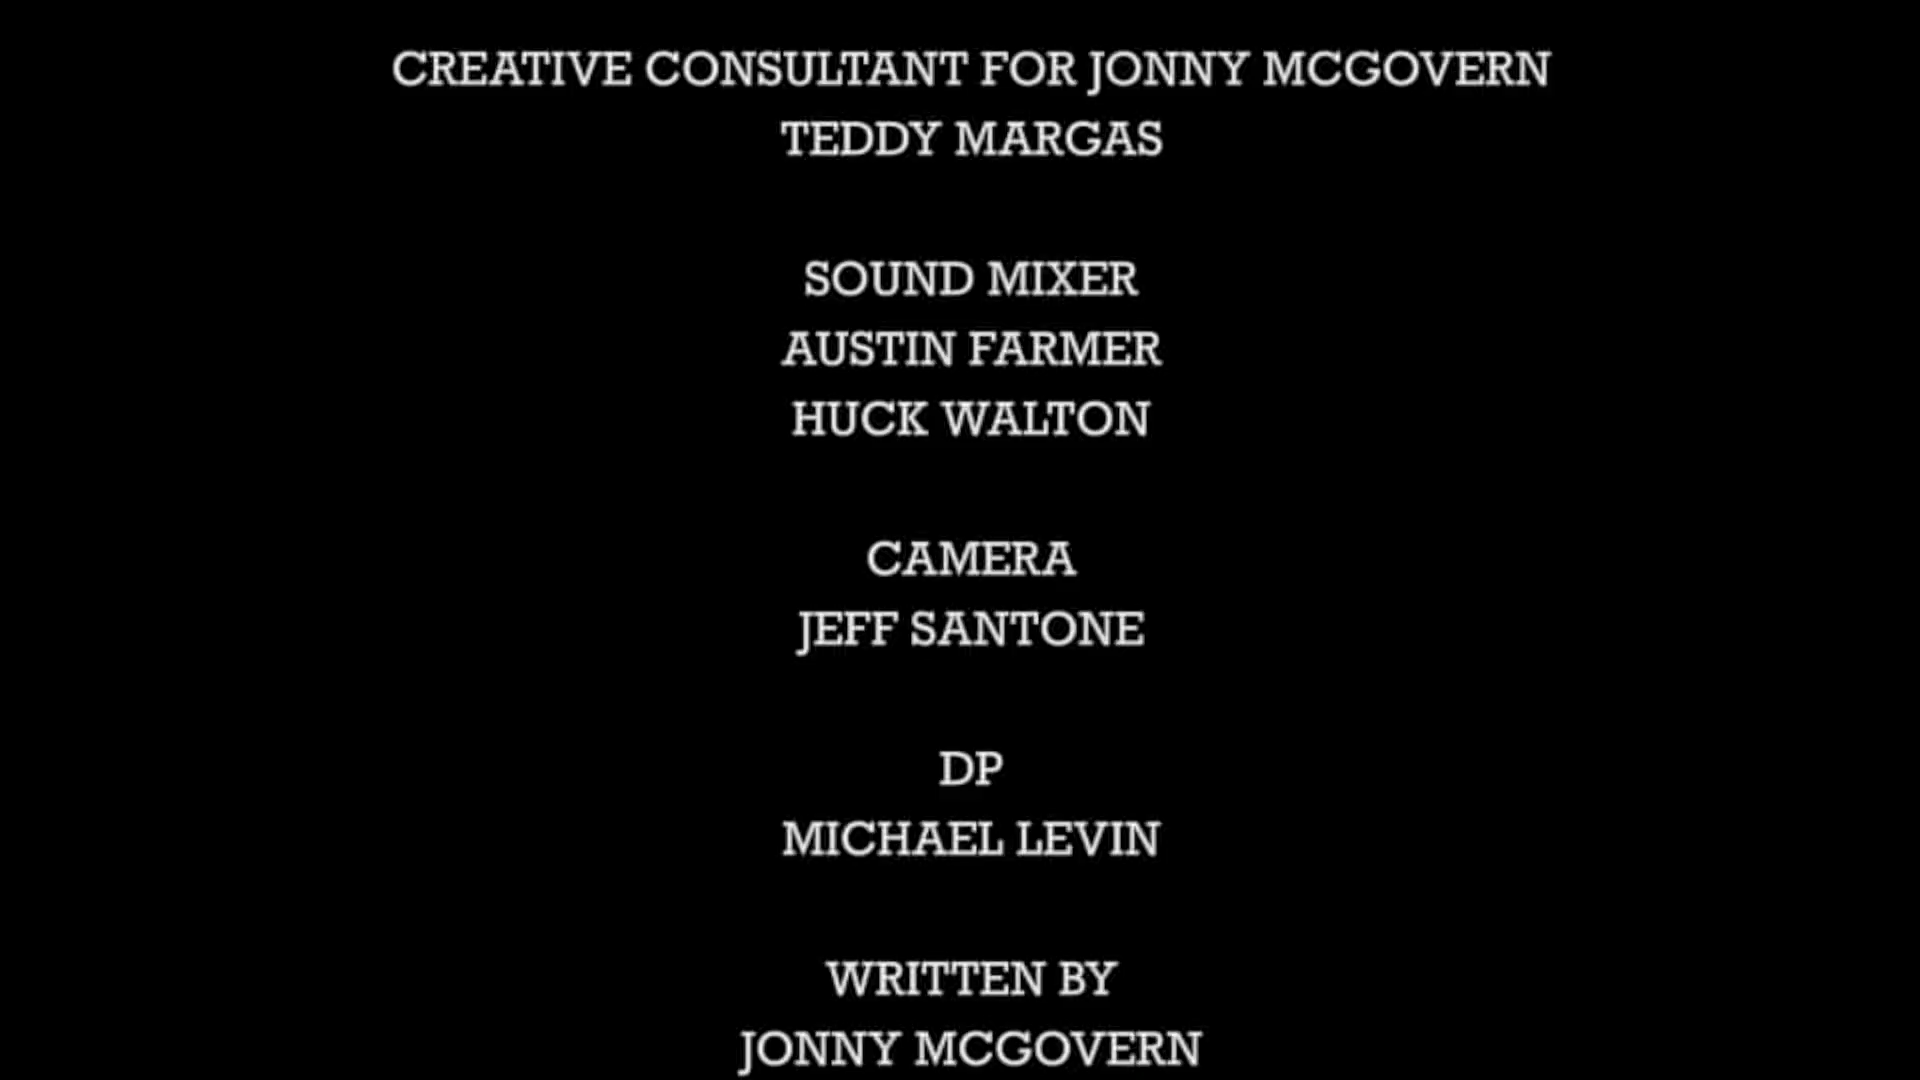 CREATIVE CONSULTANT FOR JONNY MCGOVERN
TEDDY MARGAS
SOUND MIXER
AUSTIN FARMER
HUCK WALTON
CAMERA
JEFF SANTONE
DP
MICHAEL LEVIN
WRITTEN BY
JONNY MCGOVERN